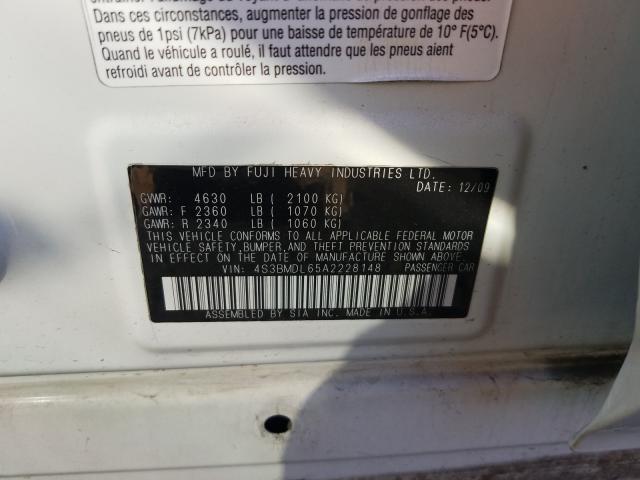 Dans ces circonstances, augmenter la pression de gonflage
des pneus de 1psi (7kPa) pour une baisse de température de 10° F(5°C).
Quand le véhicule a roulé, il faut attendre que les pneus aient
refroidi avant de contrôler la pression.
MFD BY FUJI HEAVY INDUSTRIES LTD.
DATE: 12/09
GVWR: 4630 LB ( 2100 KG)
GAWR: F 2360 LB ( 1070 KG)
GAWR: R 2340 LB ( 1060 KG)
THIS VEHICLE CONFORMS TO ALL APPLICABLE FEDERAL MOTOR
VEHICLE SAFETY, BUMPER, AND THEFT PREVENTION STANDARDS
IN EFFECT ON THE DATE OF MANUFACTURE SHOWN ABOVE.
VIN: 4S3BMDL65A2228148 PASSENGER CAR
ASSEMBLED BY SIA INC. MADE IN U.S.A.